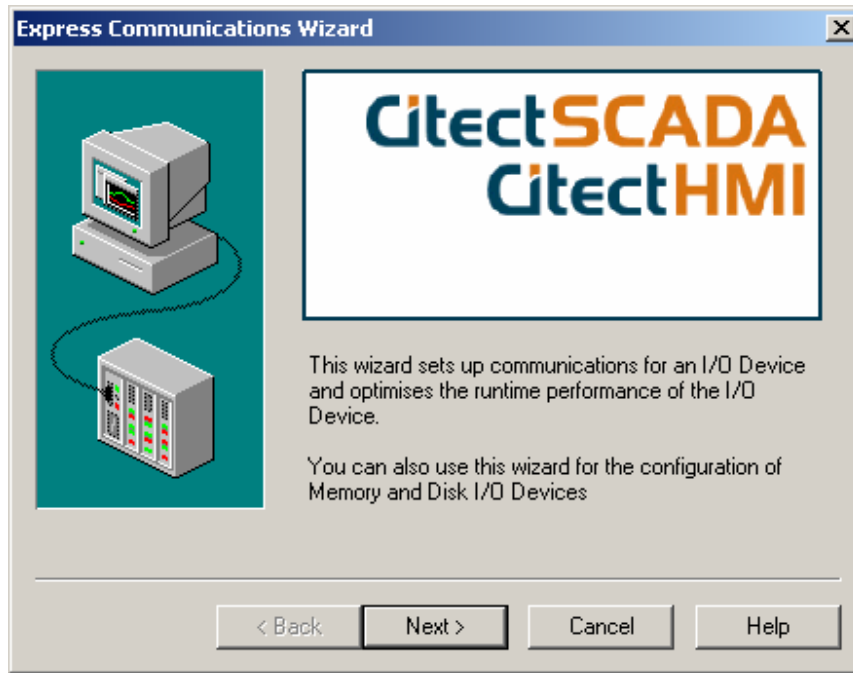 Express Communications Wizard
CitectSCADA
CitectHMI
This wizard sets up communications for an I/O Device
and optimises the runtime performance of the I/O
Device.
You can also use this wizard for the configuration of
Memory and Disk I/O Devices
< Back
Next >
Cancel
Help